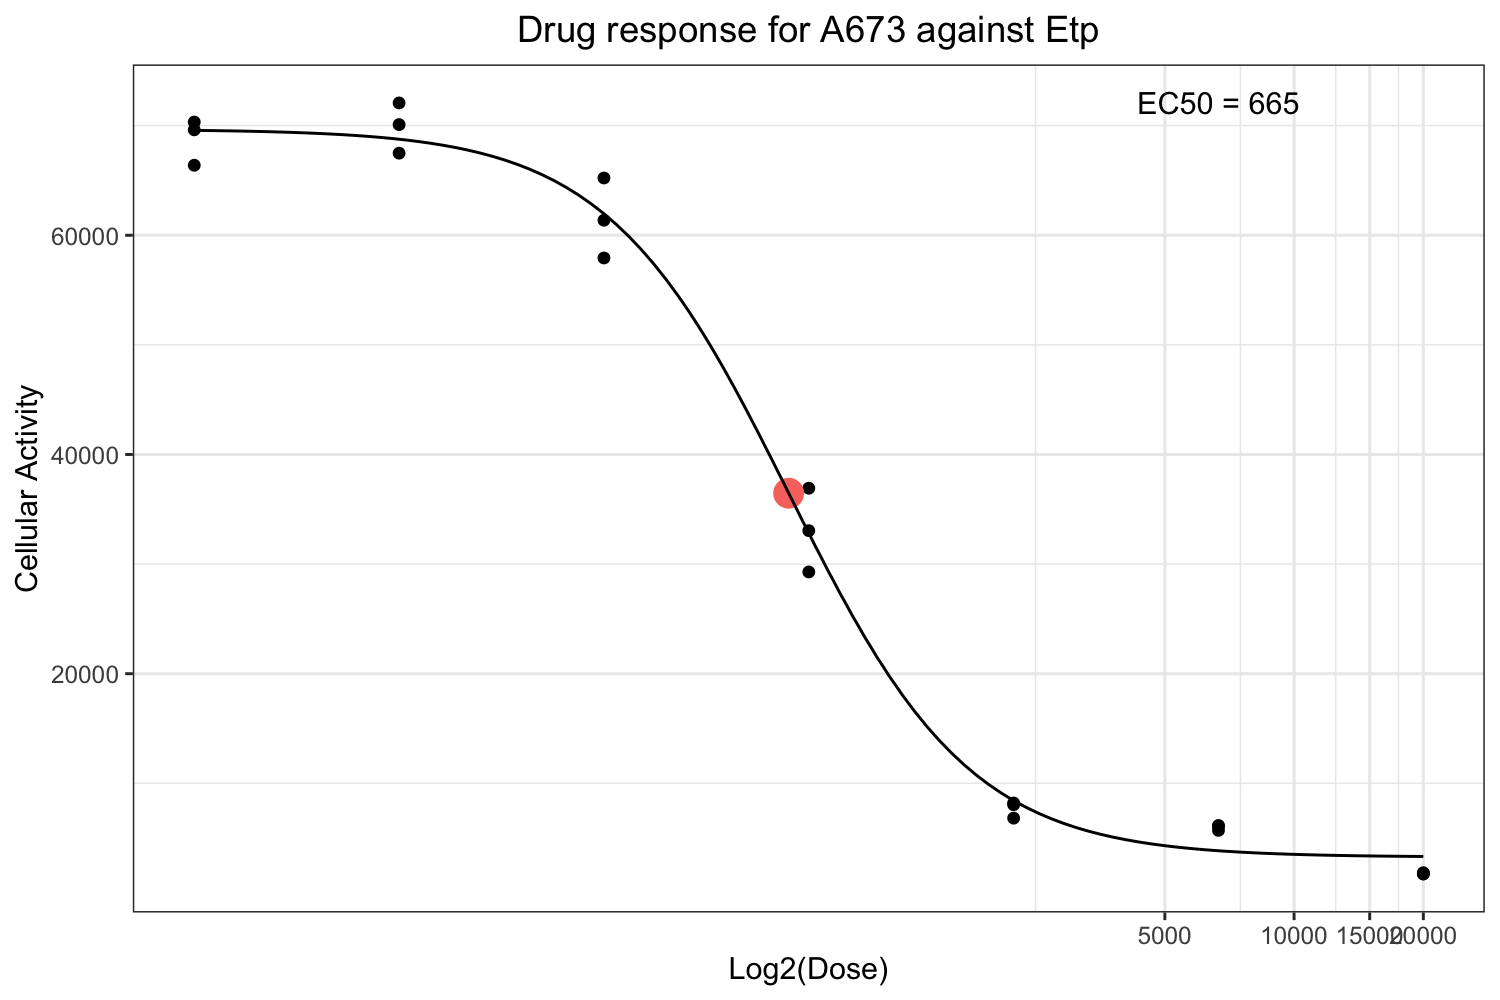 Drug response for A673 against Etp
EC50 = 665
Cellular Activity
60000
40000
20000
5000 10000 15000 20000
Log2(Dose)